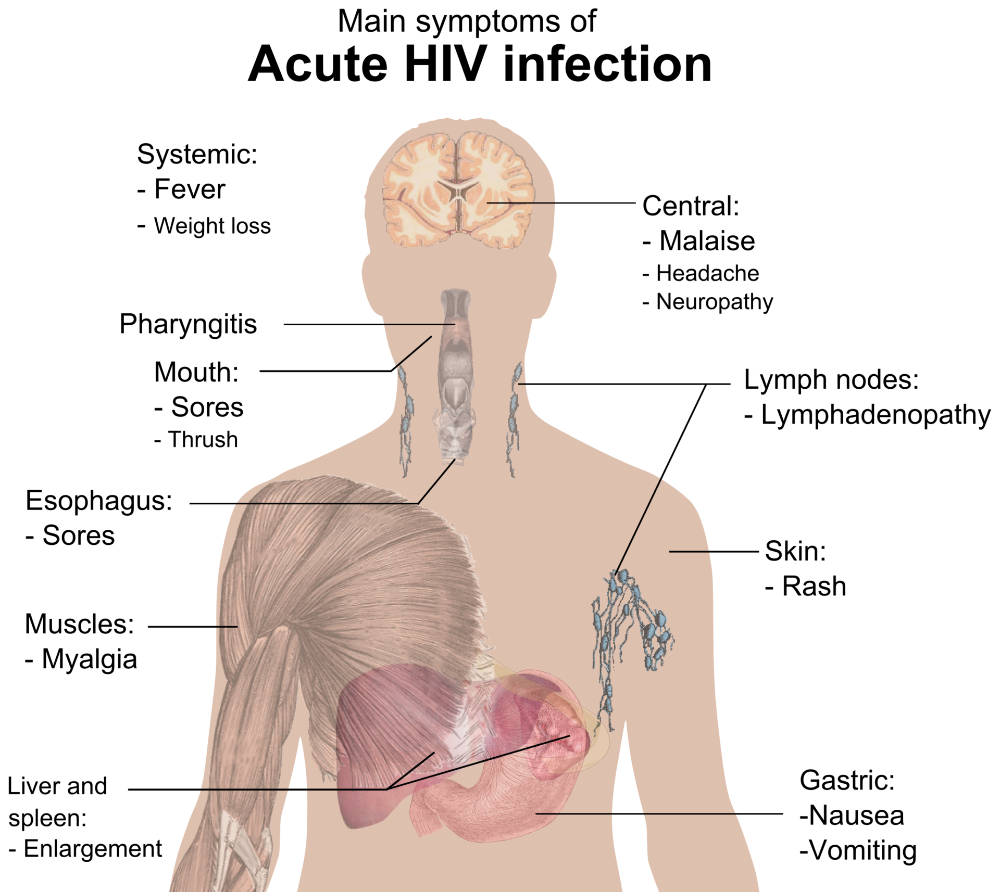 Main symptoms of
Acute HIV infection
Systemic:
- Fever
- Weight loss
Central:
- Malaise
- Headache
- Neuropathy
Pharyngitis
Mouth:
- Sores
- Thrush
Lymph nodes:
- Lymphadenopathy
Esophagus:
- Sores
Skin:
- Rash
Muscles:
- Myalgia
Liver and
spleen:
- Enlargement
Gastric:
-Nausea
-Vomiting